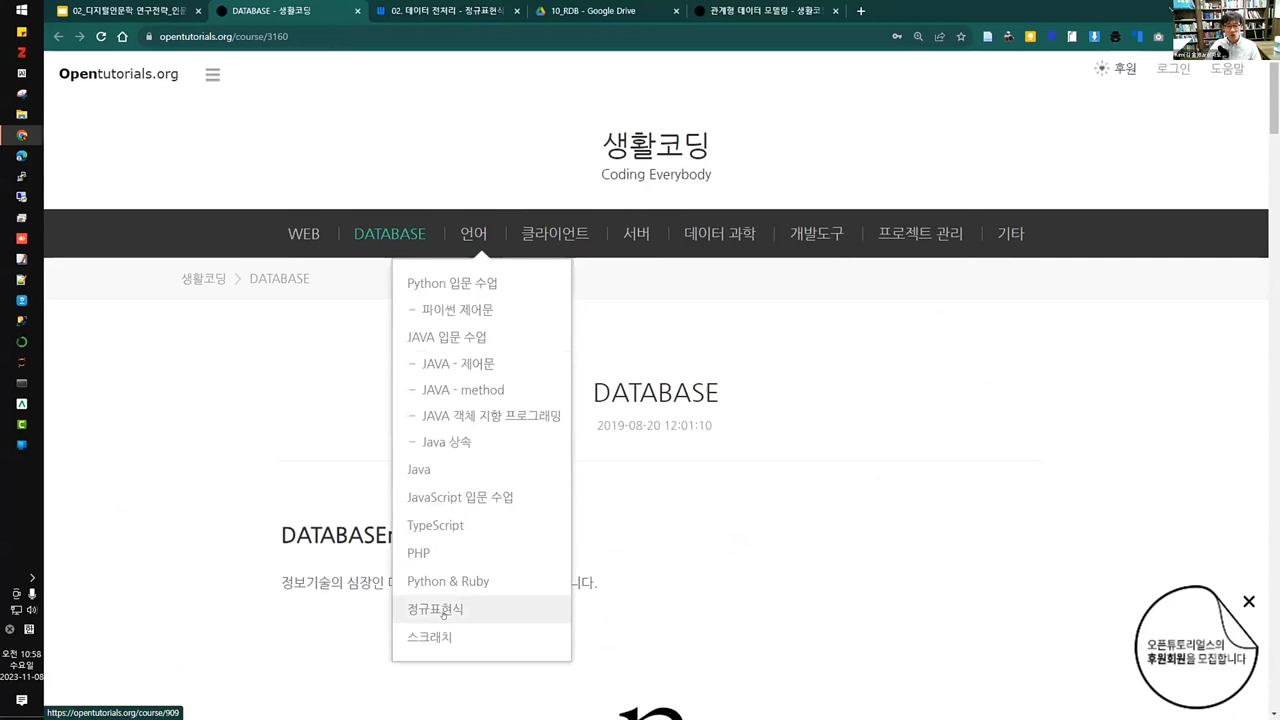 02_디지털인문학 연구전략_인문
DATABASE - 생활코딩
02. 데이터 전처리 - 정규표현식
10_RDB - Google Drive
관계형 데이터 모델링 - 생활코딩
opentutorials.org/course/3160
Opentutorials.org
후원
로그인
도움말
생활코딩
Coding Everybody
WEB
DATABASE
언어
클라이언트
서버
데이터 과학
개발도구
프로젝트 관리
기타
생활코딩 > DATABASE
Python 입문 수업
- 파이썬 제어문
JAVA 입문 수업
- JAVA - 제어문
- JAVA - method
- JAVA 객체 지향 프로그래밍
- Java 상속
Java
JavaScript 입문 수업
TypeScript
PHP
Python & Ruby
정규표현식
스크래치
DATABASE
2019-08-20 12:01:10
DATABASE
정보기술의 심장인
니다.
오픈튜토리얼스의
후원회원을 모집합니다
오전 10:58
수요일
2023-11-08
https://opentutorials.org/course/909